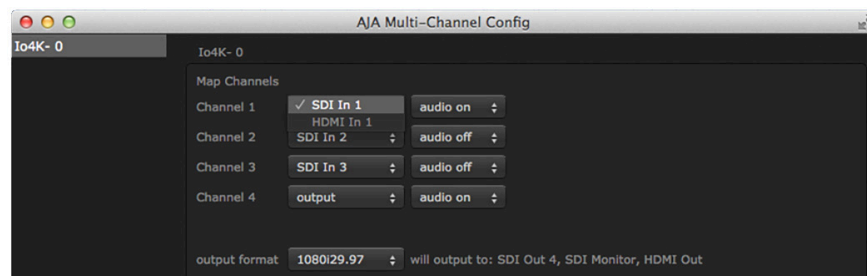 AJA Multi-Channel Config
Io4K- 0
Io4K- 0
Map Channels
Channel 1 ✓ SDI In 1 audio on
HDMI In 1
Channel 2 SDI In 2 audio off
Channel 3 SDI In 3 audio off
Channel 4 output audio on
output format 1080i29.97 will output to: SDI Out 4, SDI Monitor, HDMI Out